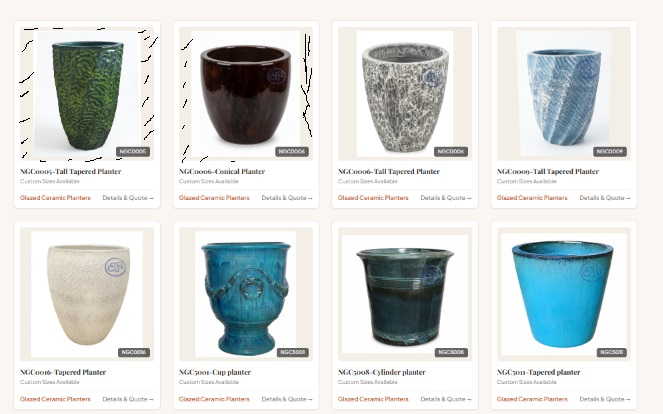 NGC0005
NGC0005-Tall Tapered Planter
Custom Sizes Available
Glazed Ceramic Planters Details & Quote →
NGC0006
NGC0006-Conical Planter
Custom Sizes Available
Glazed Ceramic Planters Details & Quote →
NGC0006
NGC0006-Tall Tapered Planter
Custom Sizes Available
Glazed Ceramic Planters Details & Quote →
NGC0009
NGC0009-Tall Tapered Planter
Custom Sizes Available
Glazed Ceramic Planters Details & Quote →
NGC0016
NGC0016-Tapered Planter
Custom Sizes Available
Glazed Ceramic Planters Details & Quote →
NGC5001
NGC5001-Cup planter
Custom Sizes Available
Glazed Ceramic Planters Details & Quote →
NGC5008
NGC5008-Cylinder planter
Custom Sizes Available
Glazed Ceramic Planters Details & Quote →
NGC5011
NGC5011-Tapered planter
Custom Sizes Available
Glazed Ceramic Planters Details & Quote →